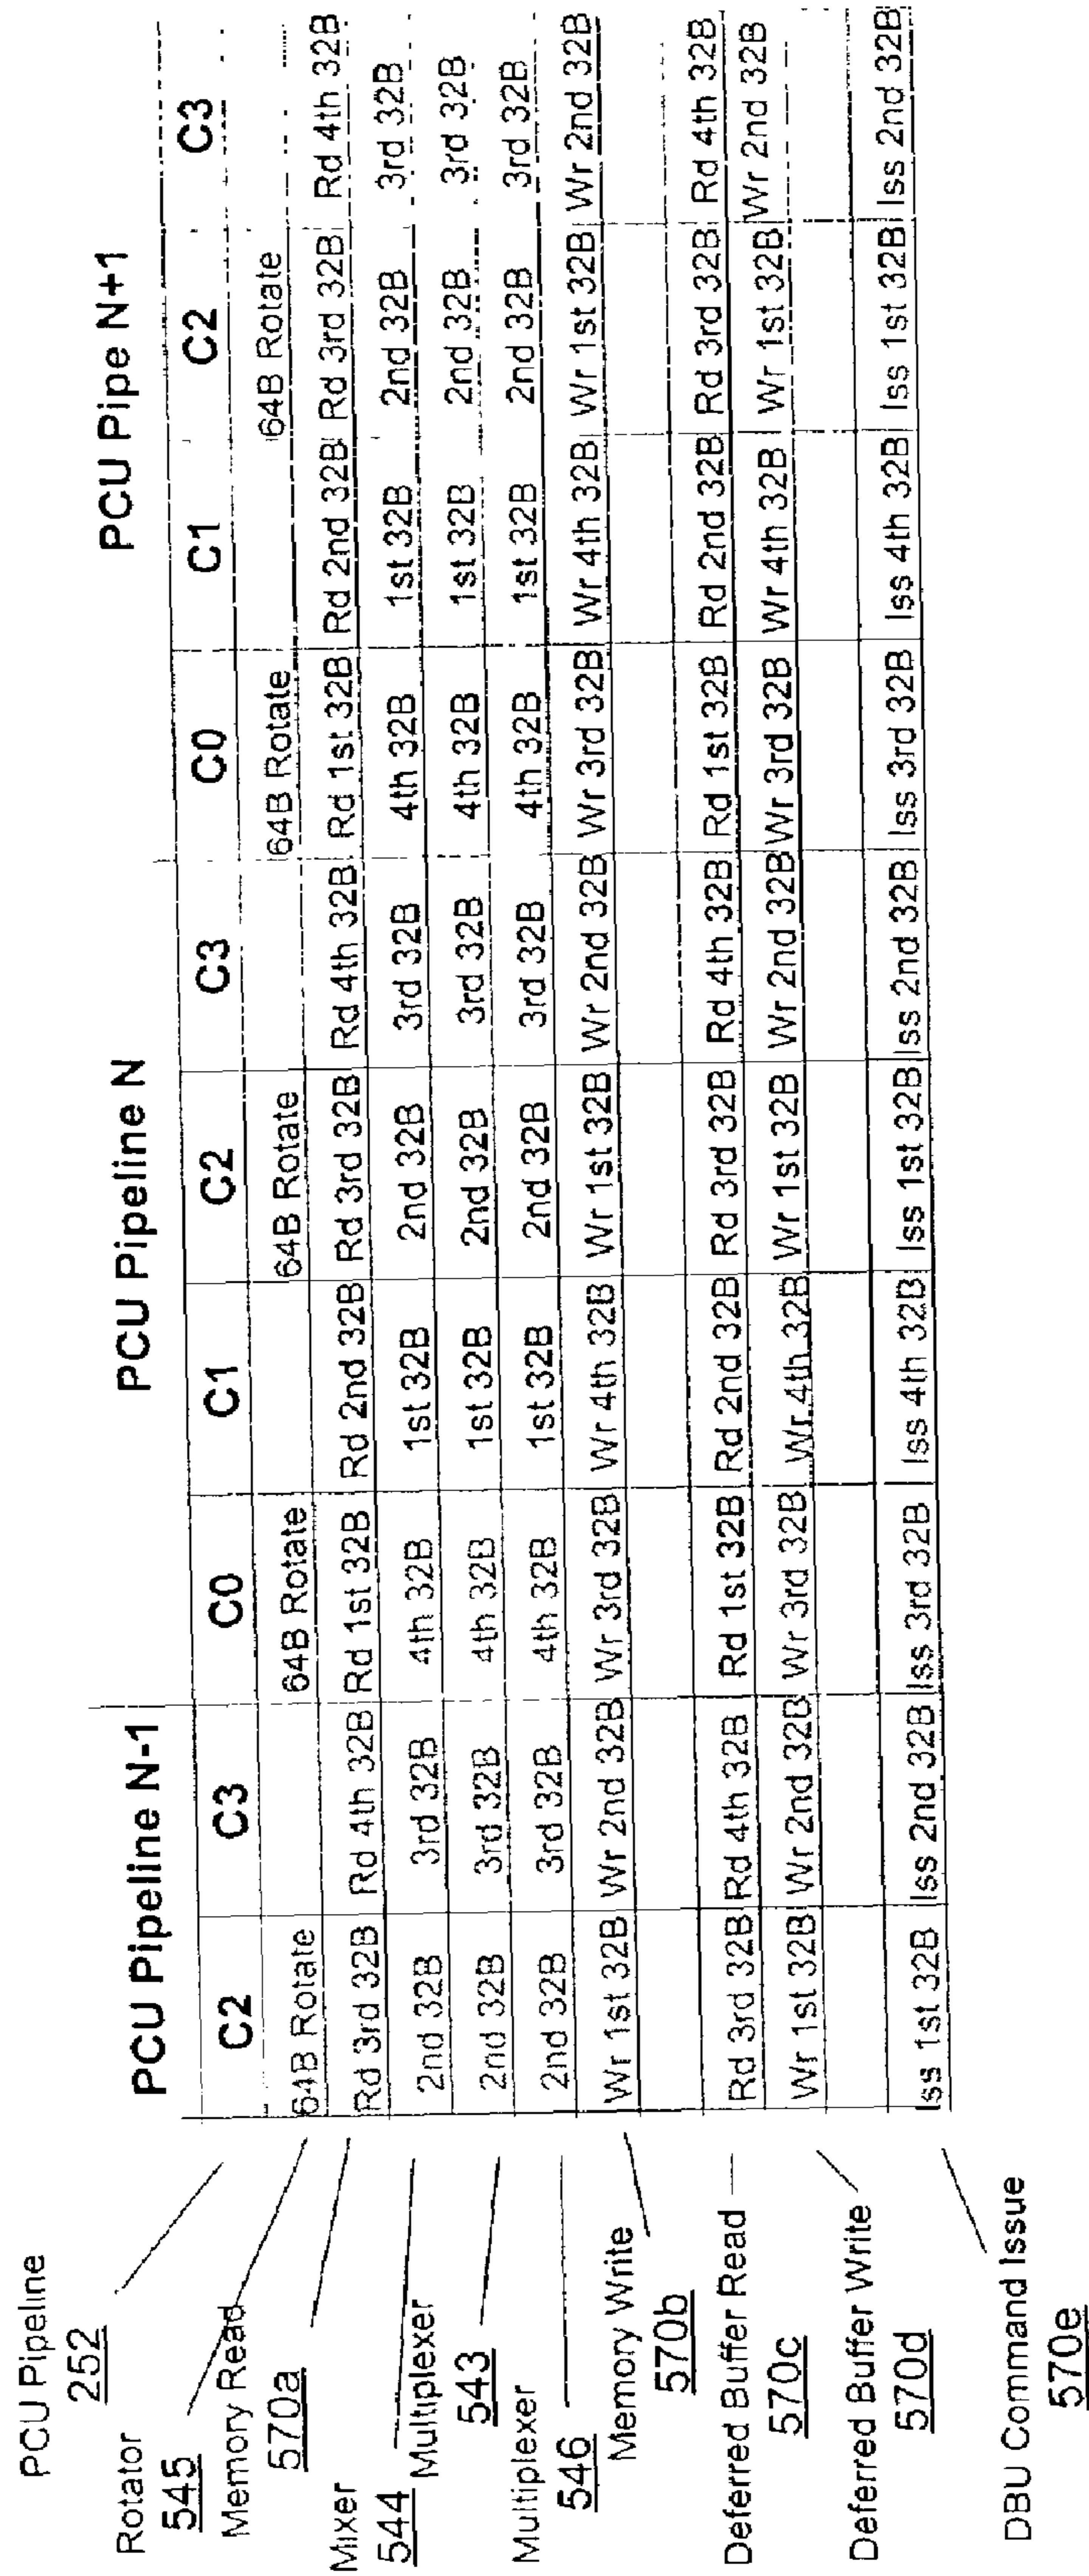 PCU Pipeline N-1 PCU Pipeline N PCU Pipe N+1
PCU Pipeline
252
C2 C3 C0 C1 C2 C3 C0 C1 C2 C3
Rotator
545
64B Rotate 64B Rotate 64B Rotate 64B Rotate 64B Rotate
Memory Read
570a
Rd 3rd 32B Rd 4th 32B Rd 1st 32B Rd 2nd 32B Rd 3rd 32B Rd 4th 32B Rd 1st 32B Rd 2nd 32B Rd 3rd 32B Rd 4th 32B
Mixer
544
2nd 32B 3rd 32B 4th 32B 1st 32B 2nd 32B 3rd 32B 4th 32B 1st 32B 2nd 32B 3rd 32B
Multiplexer
543
2nd 32B 3rd 32B 4th 32B 1st 32B 2nd 32B 3rd 32B 4th 32B 1st 32B 2nd 32B 3rd 32B
Multiplexer
546
2nd 32B 3rd 32B 4th 32B 1st 32B 2nd 32B 3rd 32B 4th 32B 1st 32B 2nd 32B 3rd 32B
Memory Write
570b
Wr 1st 32B Wr 2nd 32B Wr 3rd 32B Wr 4th 32B Wr 1st 32B Wr 2nd 32B Wr 3rd 32B Wr 4th 32B Wr 1st 32B Wr 2nd 32B
Deferred Buffer Read
570c
Rd 3rd 32B Rd 4th 32B Rd 1st 32B Rd 2nd 32B Rd 3rd 32B Rd 4th 32B Rd 1st 32B Rd 2nd 32B Rd 3rd 32B Rd 4th 32B
Deferred Buffer Write
570d
Wr 1st 32B Wr 2nd 32B Wr 3rd 32B Wr 4th 32B Wr 1st 32B Wr 2nd 32B Wr 3rd 32B Wr 4th 32B Wr 1st 32B Wr 2nd 32B
DBU Command Issue
570e
Iss 1st 32B Iss 2nd 32B Iss 3rd 32B Iss 4th 32B Iss 1st 32B Iss 2nd 32B Iss 3rd 32B Iss 4th 32B Iss 1st 32B Iss 2nd 32B